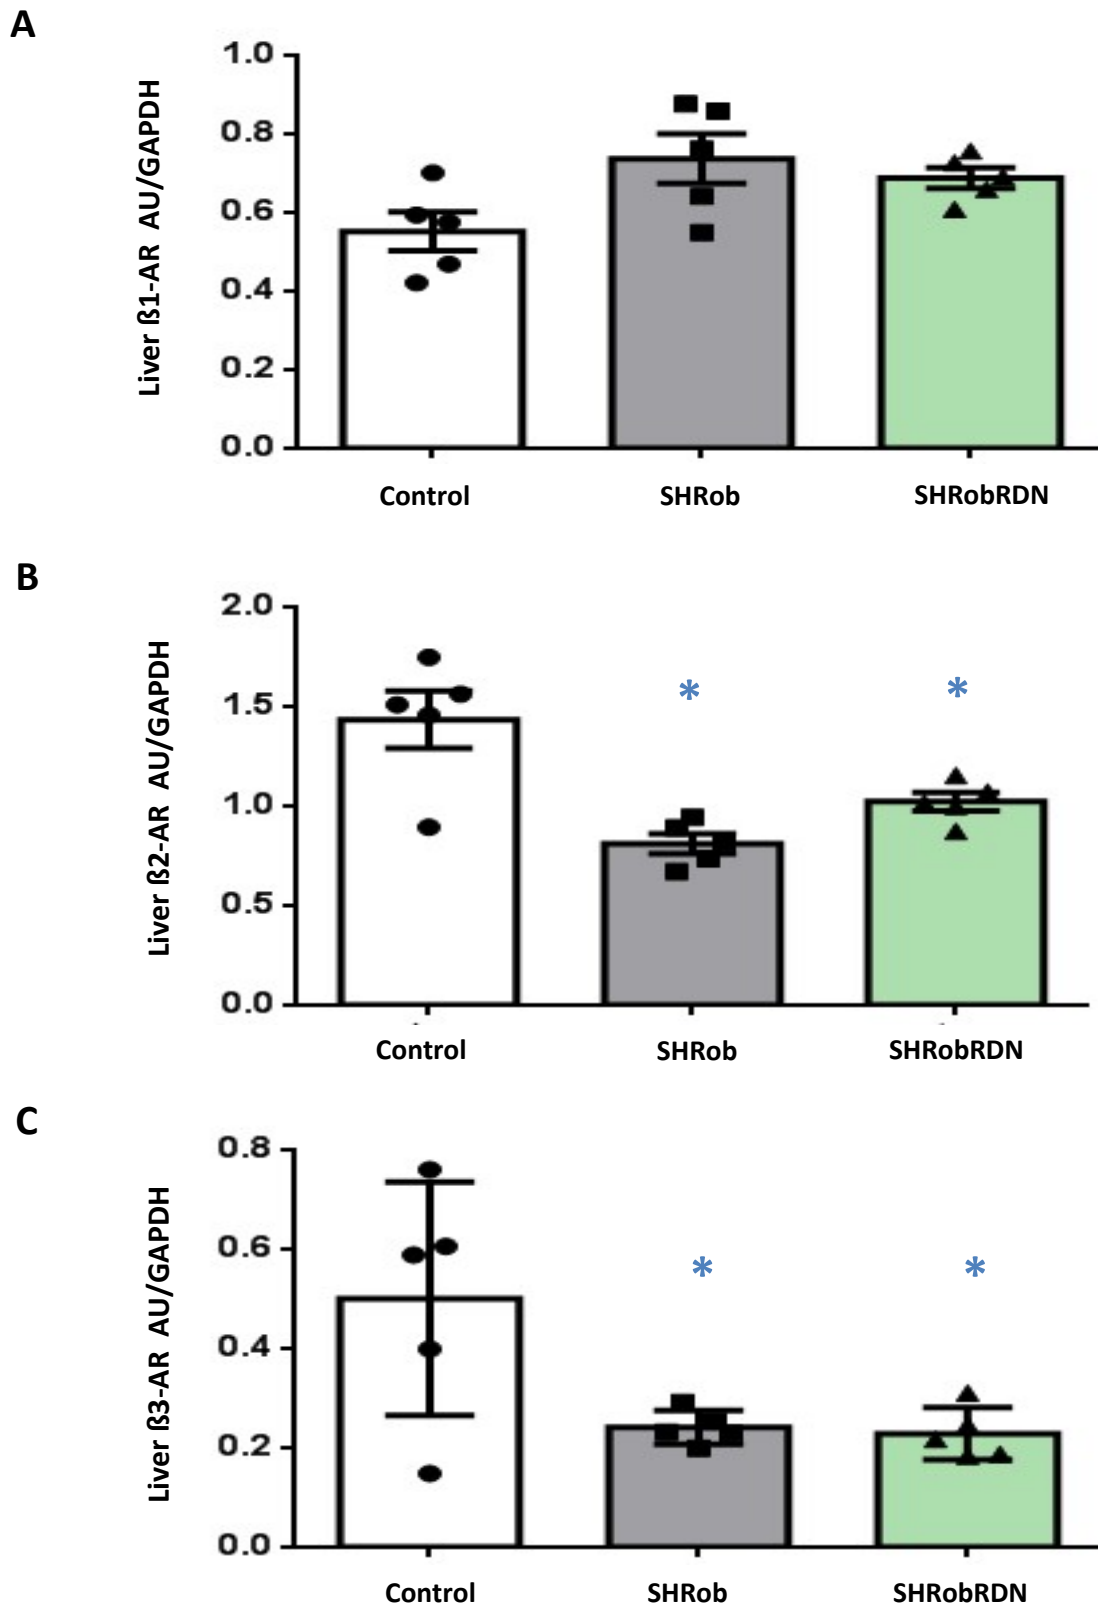 A
Liver ß1-AR AU/GAPDH
1.0
0.8
0.6
0.4
0.2
0.0
Control SHRob SHRobRDN
B
Liver ß2-AR AU/GAPDH
2.0
1.5
1.0
0.5
0.0
* *
Control SHRob SHRobRDN
C
Liver ß3-AR AU/GAPDH
0.8
0.6
0.4
0.2
0.0
* *
Control SHRob SHRobRDN